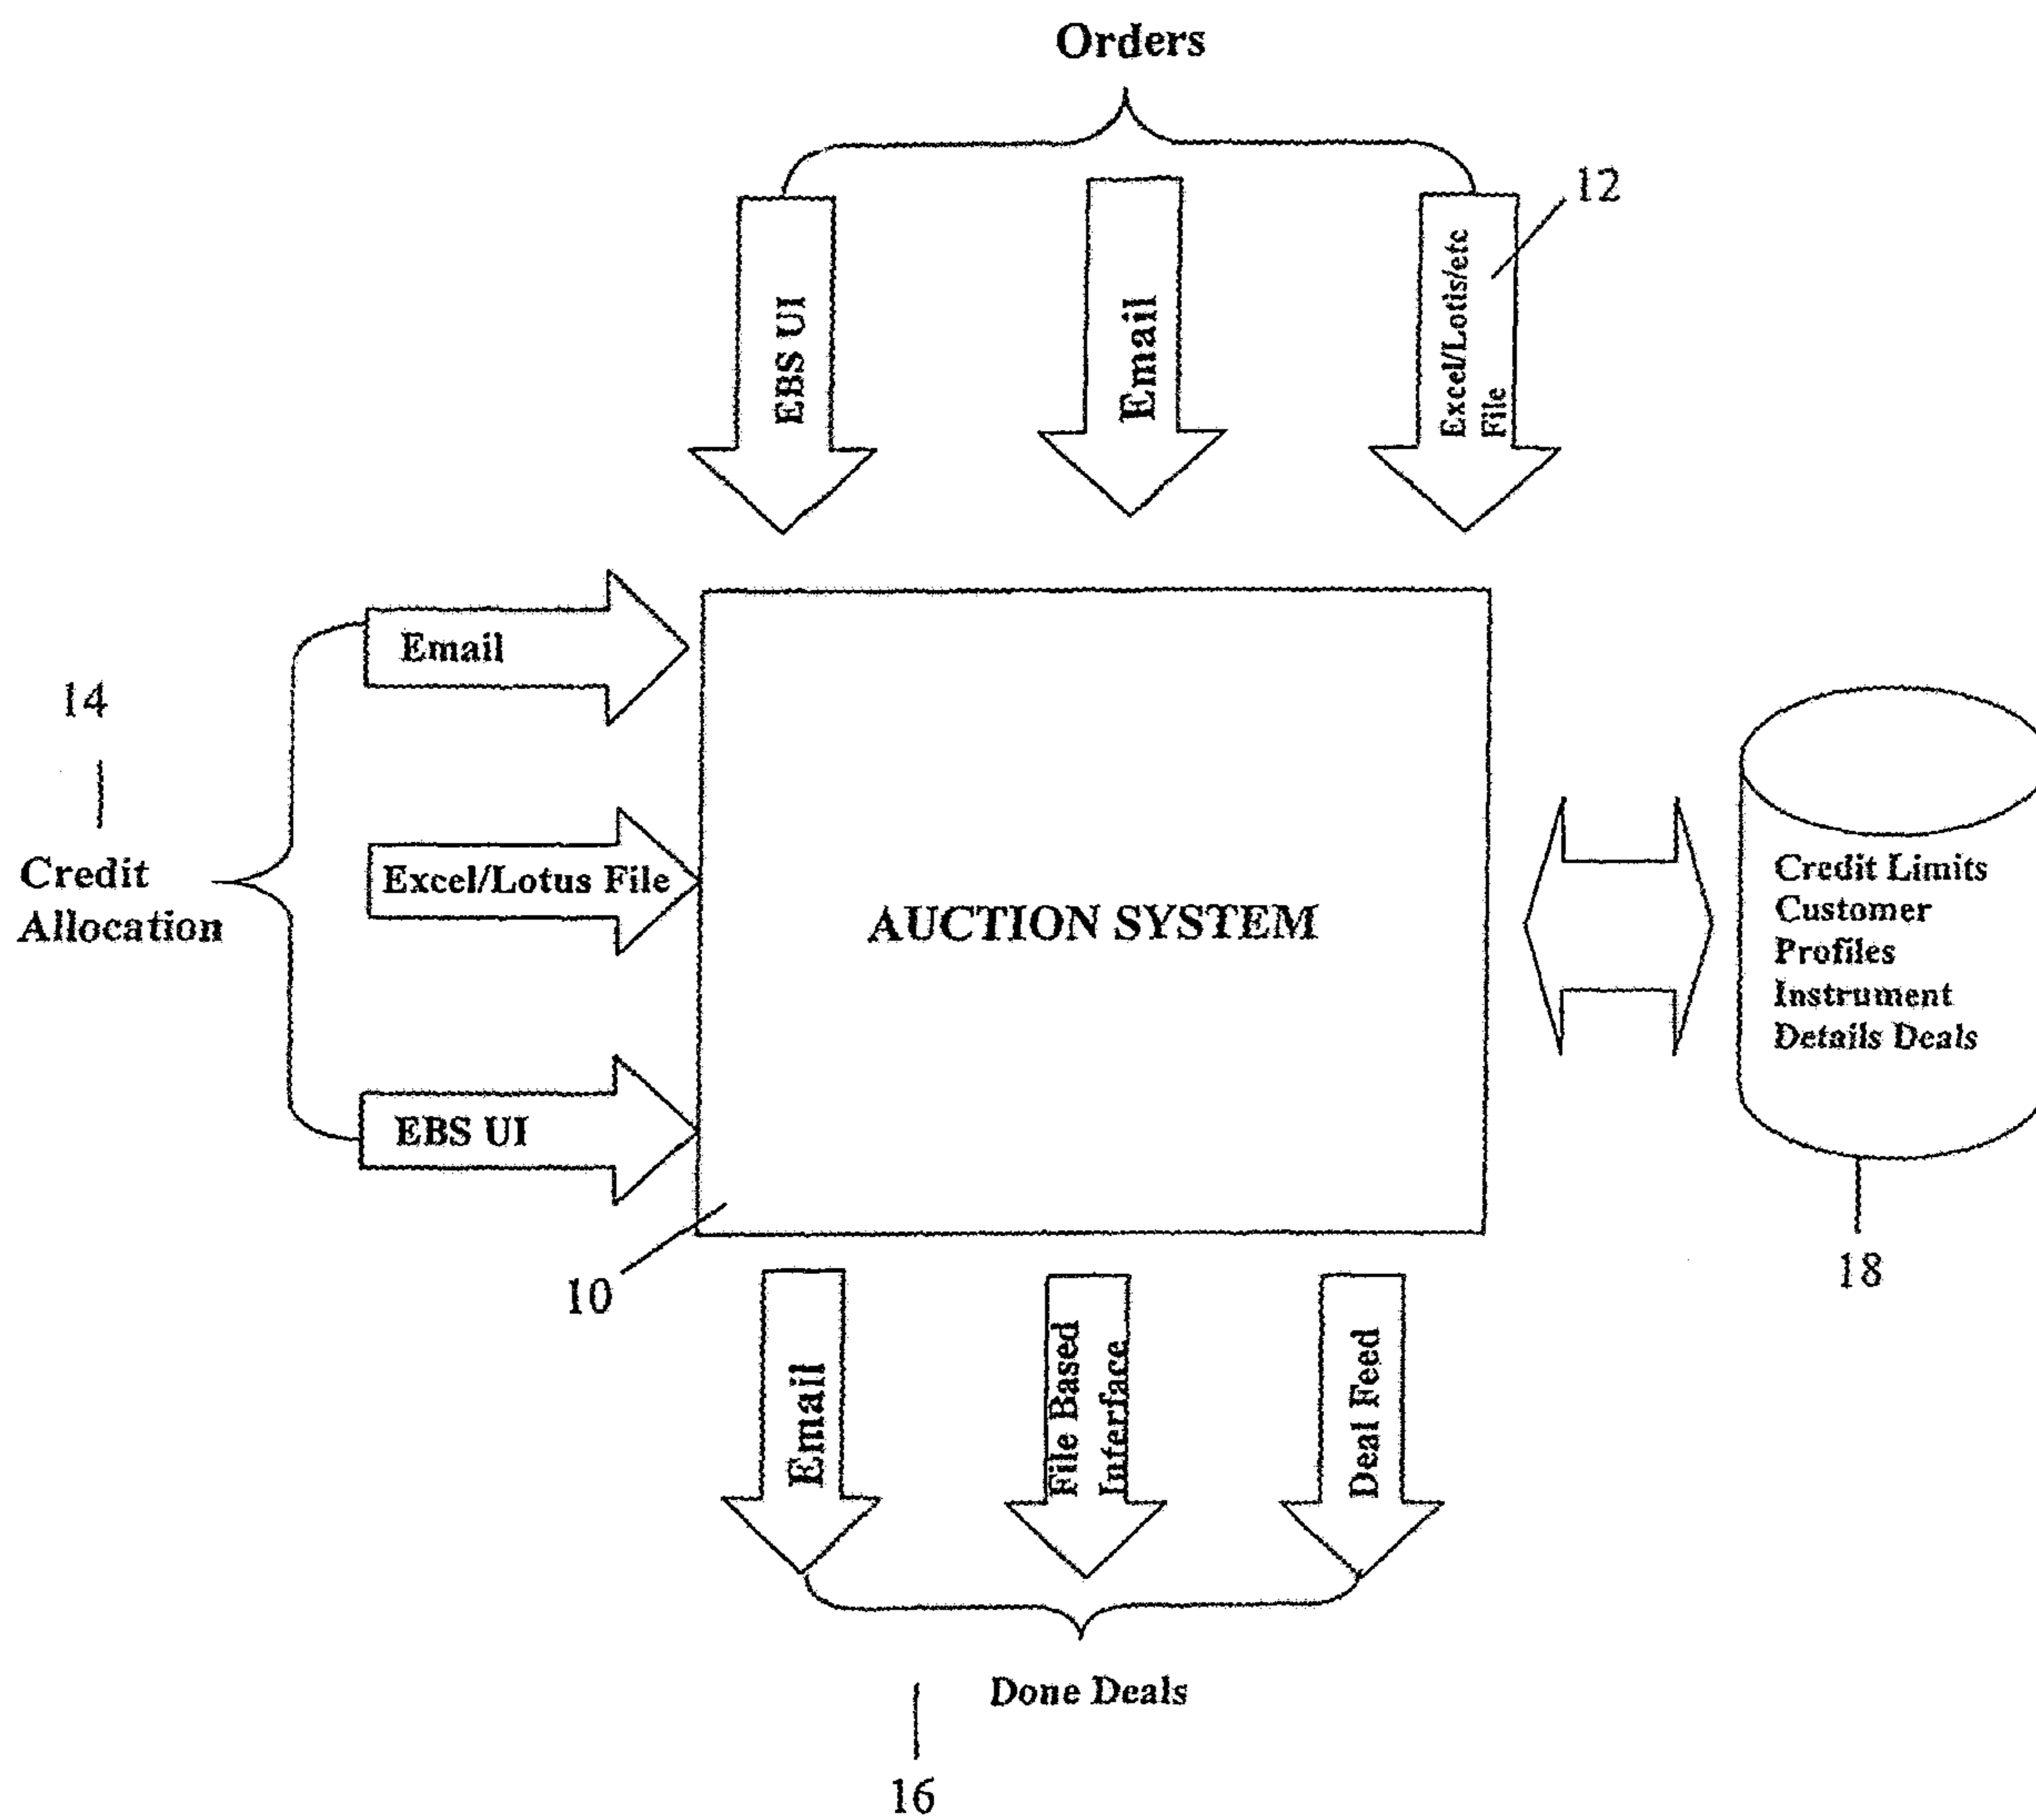 Orders
12
EBS UI
Email
Excel/Lotis/etc
File
Email
14
Credit
Allocation
Excel/Lotus File
EBS UI
AUCTION SYSTEM
Credit Limits
Customer
Profiles
Instrument
Details Deals
10
18
Email
File Based
Interface
Deal Feed
Done Deals
16